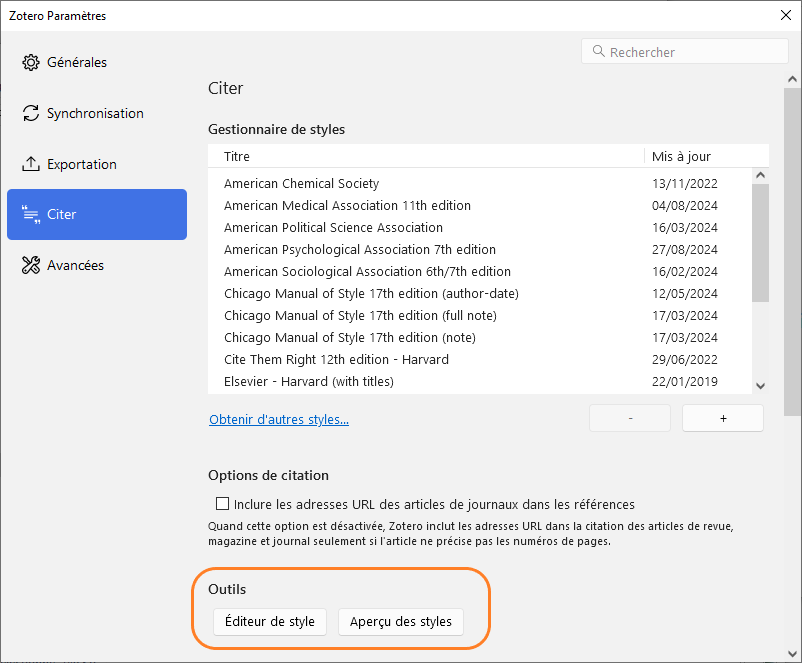 Zotero Paramètres
Rechercher
Générales
Synchronisation
Exportation
Citer
Avancées
Citer
Gestionnaire de styles
Titre Mis à jour
American Chemical Society 13/11/2022
American Medical Association 11th edition 04/08/2024
American Political Science Association 16/03/2024
American Psychological Association 7th edition 27/08/2024
American Sociological Association 6th/7th edition 16/02/2024
Chicago Manual of Style 17th edition (author-date) 12/05/2024
Chicago Manual of Style 17th edition (full note) 17/03/2024
Chicago Manual of Style 17th edition (note) 17/03/2024
Cite Them Right 12th edition - Harvard 29/06/2022
Elsevier - Harvard (with titles) 22/01/2019
Obtenir d'autres styles... - +
Options de citation
Inclure les adresses URL des articles de journaux dans les références
Quand cette option est désactivée, Zotero inclut les adresses URL dans la citation des articles de revue,
magazine et journal seulement si l'article ne précise pas les numéros de pages.
Outils
Éditeur de style Aperçu des styles